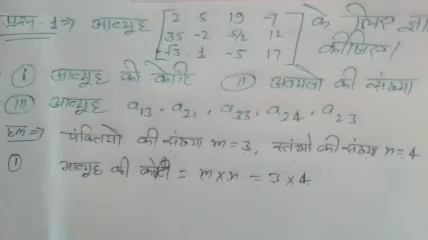 प्रश्न-1 ⇒ आव्यूह [2 5 19 -7 के लिए
35 -2 -5/2 12
√3 -1 -5 17] कीजिए।
(i) आव्यूह की कोटि (ii) अवयवों की संख्या
(iii) आव्यूह a13, a21, a33, a24, a23
हल ⇒ पंक्तियों की संख्या m = 3, स्तंभों की संख्या n = 4
(i) आव्यूह की कोटि = m×n = 3×4